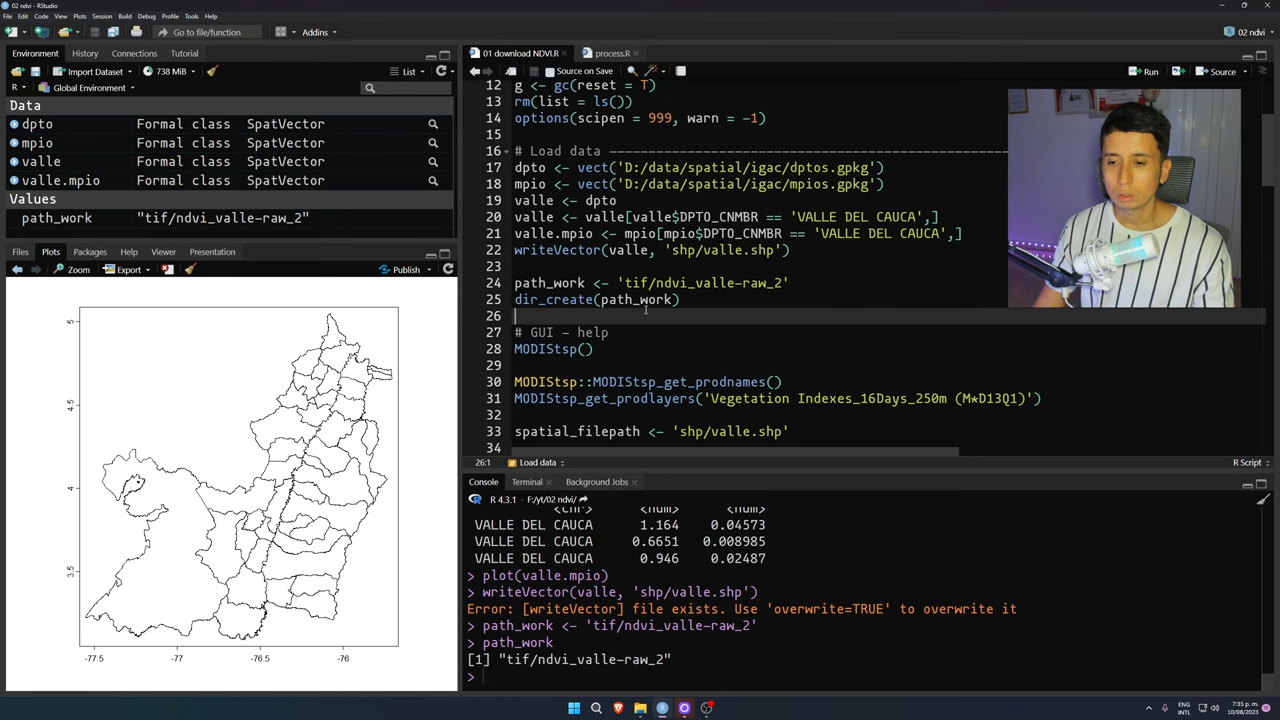 02 ndvi - RStudio
File Edit Code View Plots Session Build Debug Profile Tools Help
Go to file/function
Addins
02 ndvi
Environment History Connections Tutorial
Import Dataset 738 MiB List
R Global Environment
Data
dpto Formal class SpatVector
mpio Formal class SpatVector
valle Formal class SpatVector
valle.mpio Formal class SpatVector
Values
path_work "tif/ndvi_valle-raw_2"
Files Plots Packages Help Viewer Presentation
Zoom Export Publish
5
4.5
4
3.5
-77.5 -77 -76.5 -76
01 download NDVI.R process.R
Source on Save Run Source
12 g <- gc(reset = T)
13 rm(list = ls())
14 options(scipen = 999, warn = -1)
15
16 # Load data
17 dpto <- vect('D:/data/spatial/igac/dptos.gpkg')
18 mpio <- vect('D:/data/spatial/igac/mpios.gpkg')
19 valle <- dpto
20 valle <- valle[valle$DPTO_CNMBR == 'VALLE DEL CAUCA',]
21 valle.mpio <- mpio[mpio$DPTO_CNMBR == 'VALLE DEL CAUCA',]
22 writeVector(valle, 'shp/valle.shp')
23
24 path_work <- 'tif/ndvi_valle-raw_2'
25 dir_create(path_work)
26
27 # GUI - help
28 MODIStsp()
29
30 MODIStsp::MODIStsp_get_prodnames()
31 MODIStsp_get_prodlayers('Vegetation Indexes_16Days_250m (M*D13Q1)')
32
33 spatial_filepath <- 'shp/valle.shp'
34
26:1 Load data R Script
Console Terminal Background Jobs
R 4.3.1 · F:/yt/02 ndvi/
<chr> <num> <num>
VALLE DEL CAUCA 1.164 0.04573
VALLE DEL CAUCA 0.6651 0.008985
VALLE DEL CAUCA 0.946 0.02487
> plot(valle.mpio)
> writeVector(valle, 'shp/valle.shp')
Error: [writeVector] file exists. Use 'overwrite=TRUE' to overwrite it
> path_work <- 'tif/ndvi_valle-raw_2'
> path_work
[1] "tif/ndvi_valle-raw_2"
>
ENG
INTL
7:35 p. m.
10/08/2023